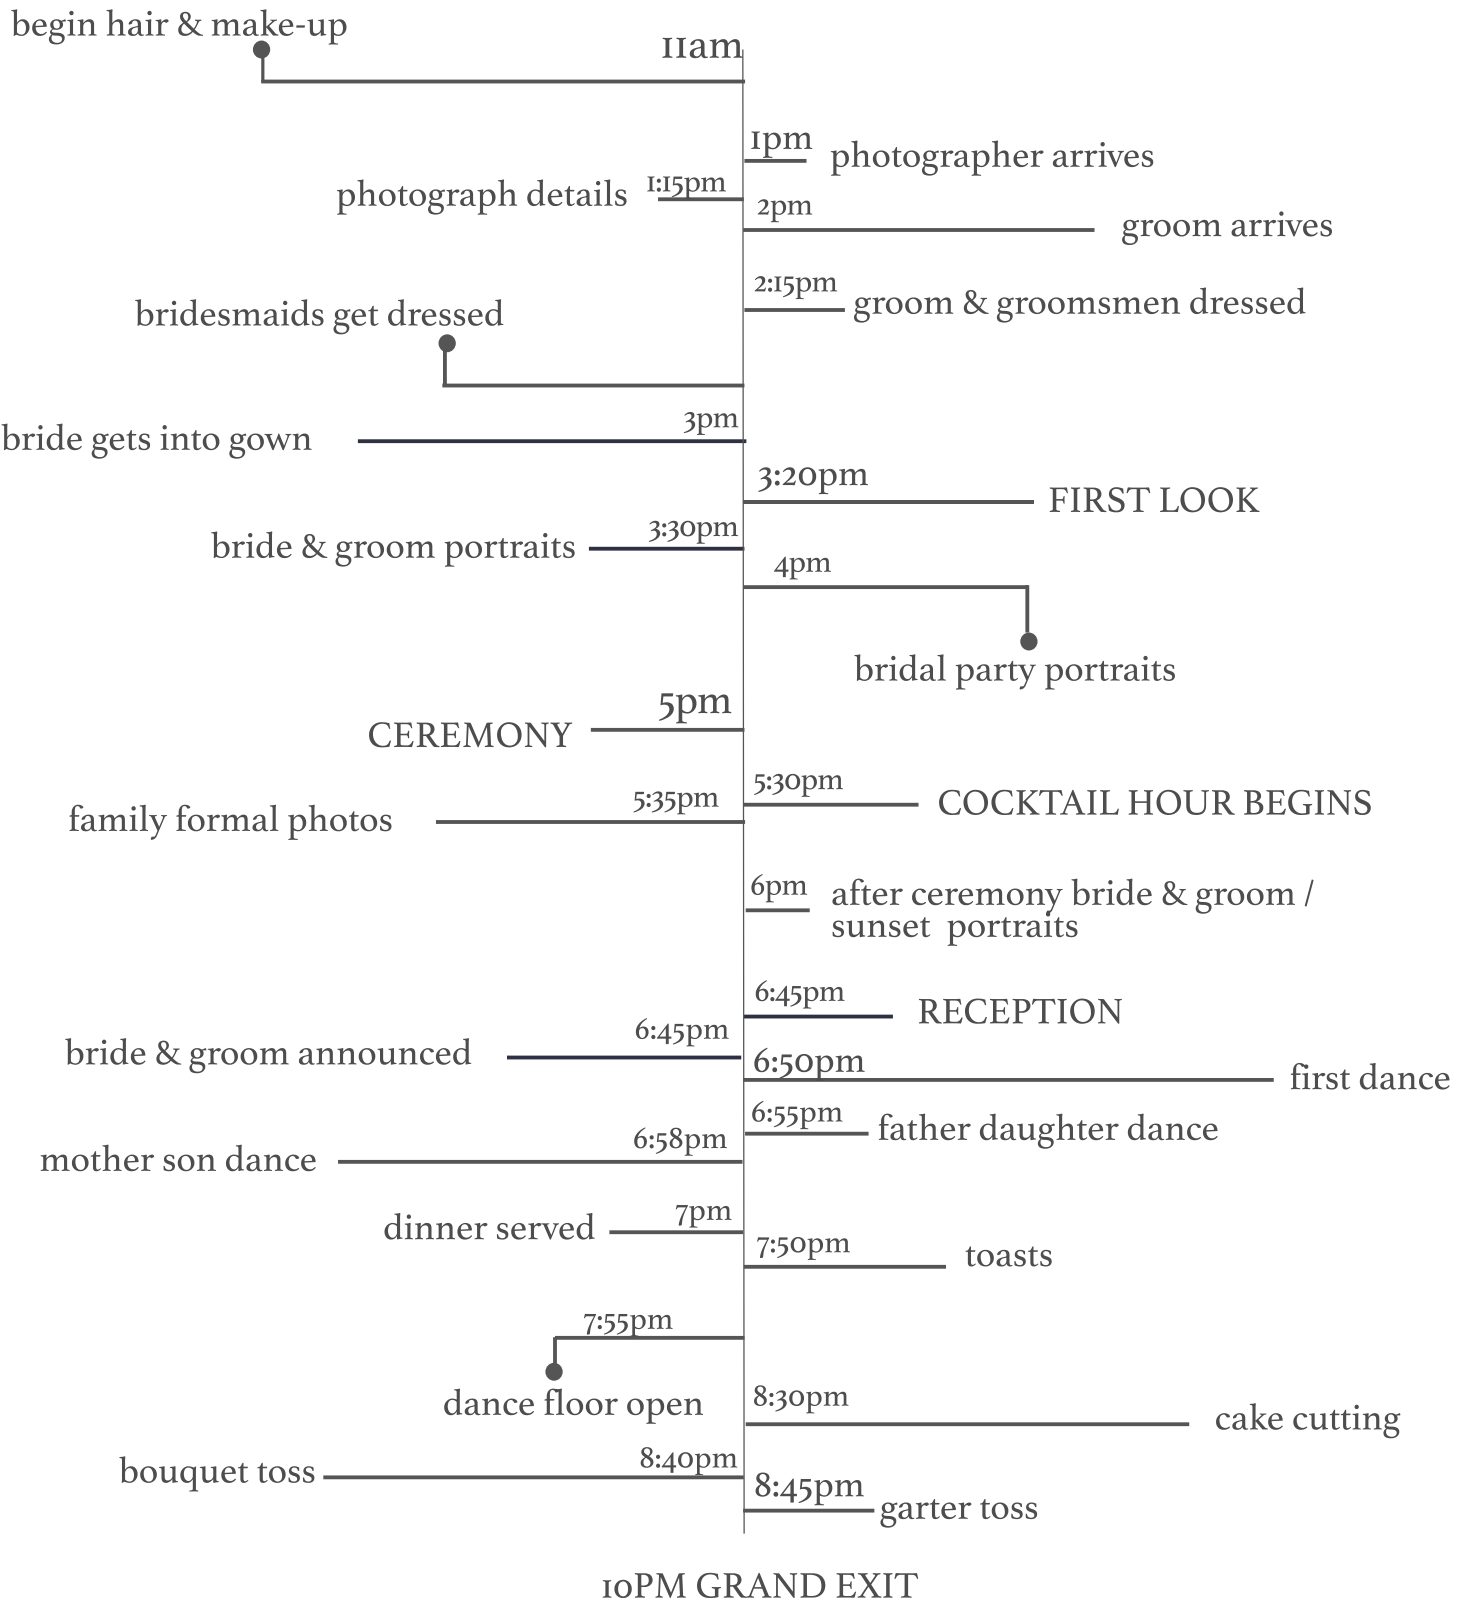 begin hair & make-up
11am
1pm
photographer arrives
photograph details
1:15pm
2pm
groom arrives
2:15pm
groom & groomsmen dressed
bridesmaids get dressed
3pm
bride gets into gown
3:20pm
FIRST LOOK
3:30pm
bride & groom portraits
4pm
bridal party portraits
5pm
CEREMONY
5:30pm
COCKTAIL HOUR BEGINS
5:35pm
family formal photos
6pm
after ceremony bride & groom /
sunset portraits
6:45pm
RECEPTION
6:45pm
bride & groom announced
6:50pm
first dance
6:55pm
father daughter dance
6:58pm
mother son dance
7pm
dinner served
7:50pm
toasts
7:55pm
dance floor open
8:30pm
cake cutting
8:40pm
bouquet toss
8:45pm
garter toss
10PM GRAND EXIT